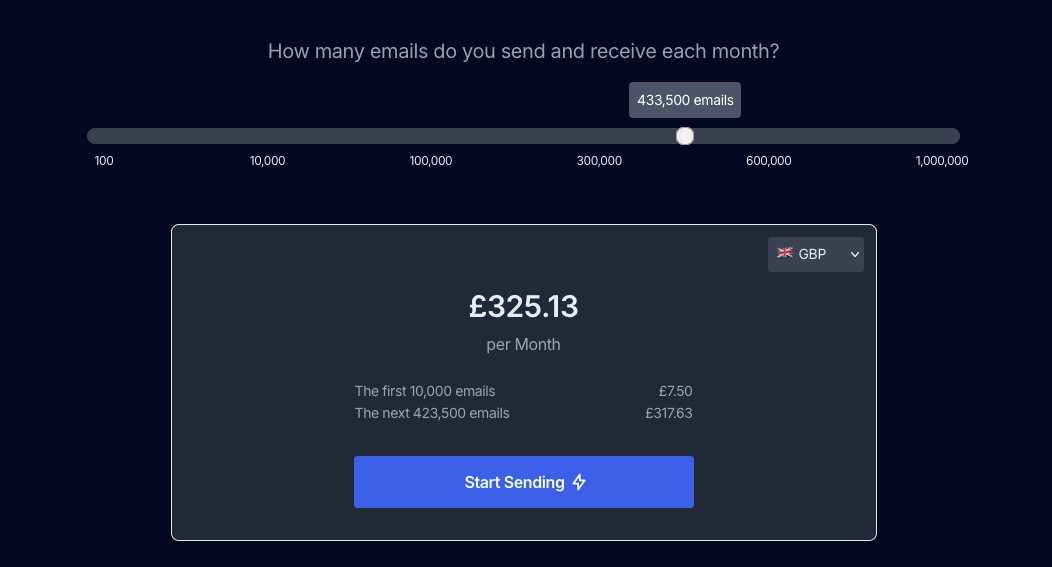 How many emails do you send and receive each month?
433,500 emails
100 10,000 100,000 300,000 600,000 1,000,000
GBP
£325.13
per Month
The first 10,000 emails £7.50
The next 423,500 emails £317.63
Start Sending